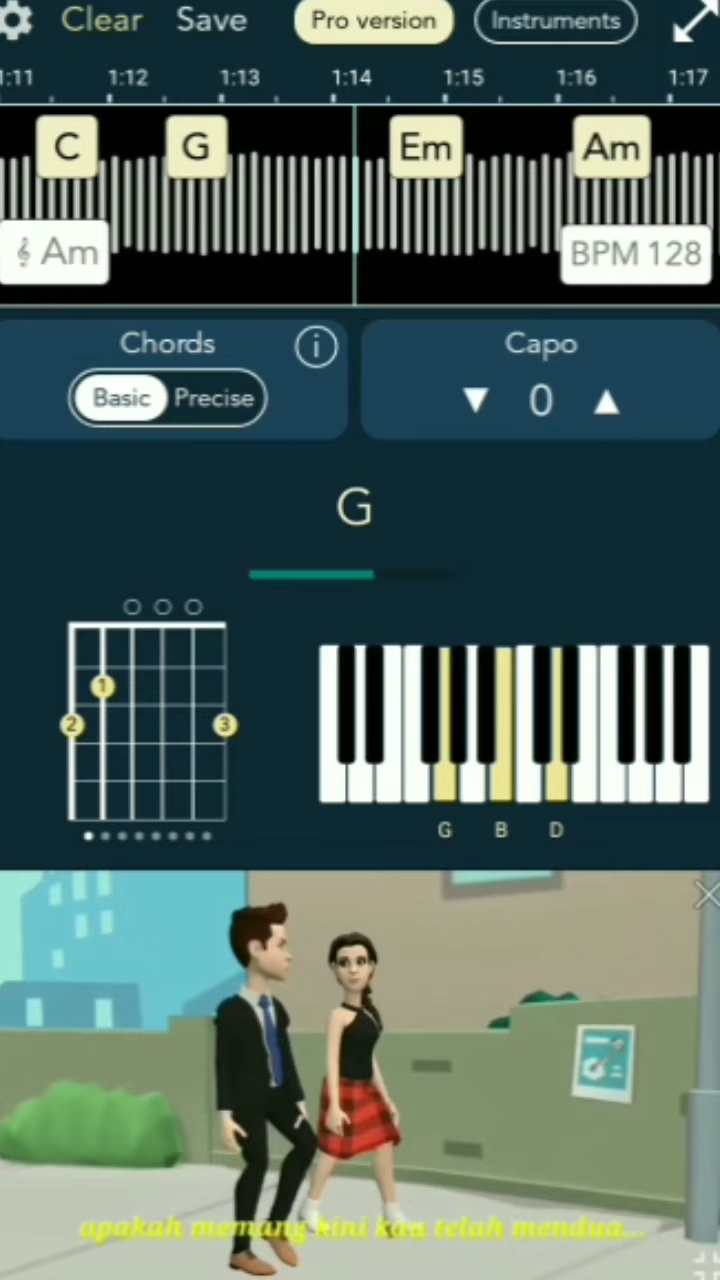 Clear Save Pro version Instruments
1:11 1:12 1:13 1:14 1:15 1:16 1:17
C G Em Am
Am BPM 128
Chords i Capo
Basic Precise 0
G
1
2 3
G B D
apakah memang kini kau telah mendua...